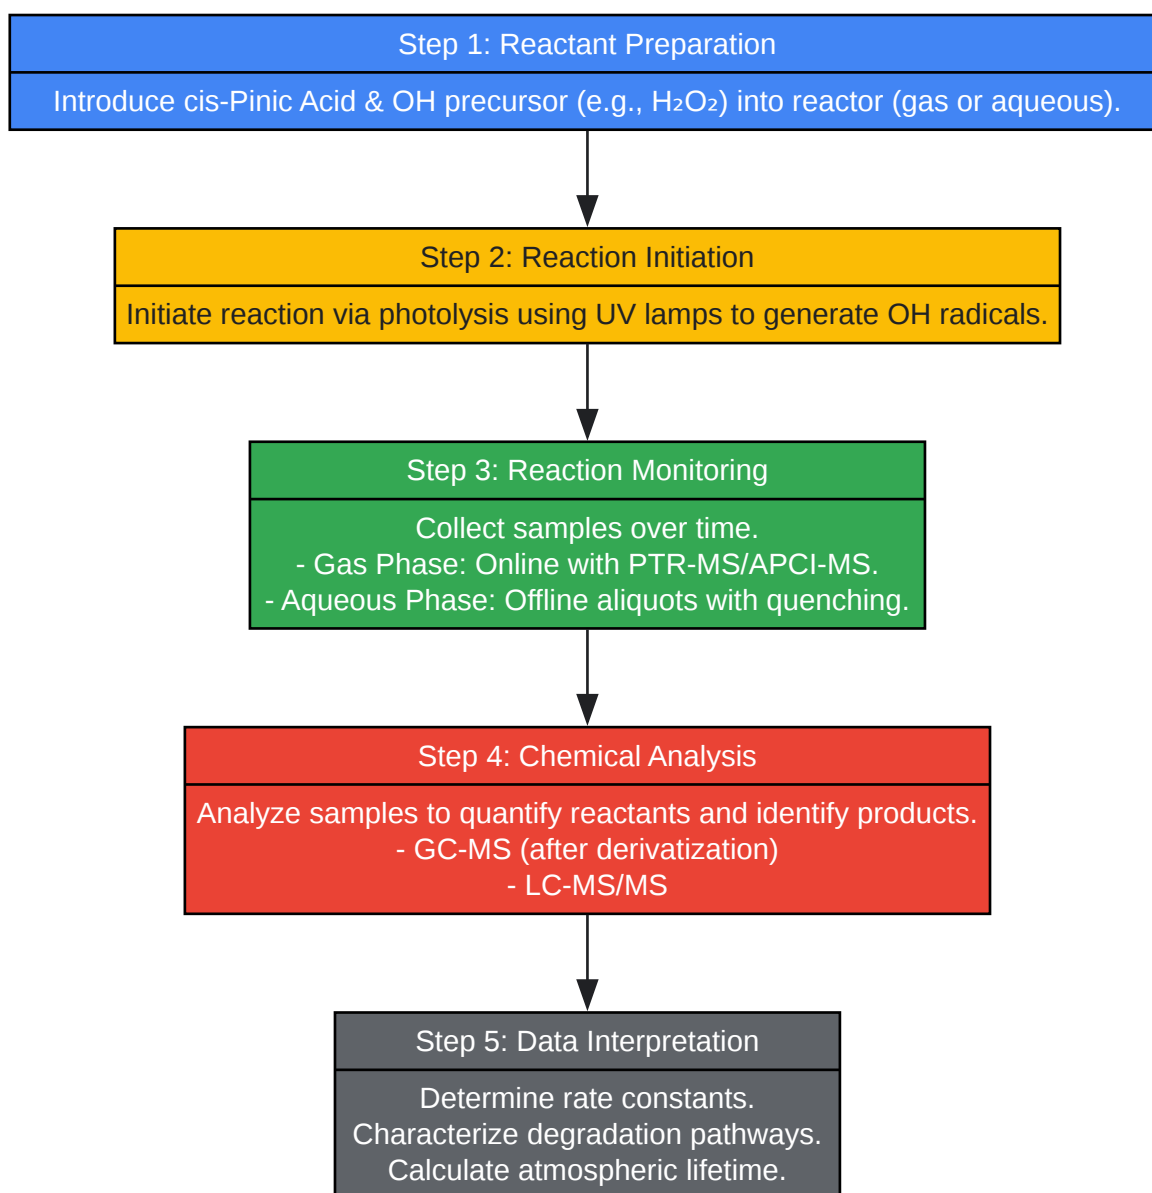 Step 1: Reactant Preparation
Introduce cis-Pinic Acid & OH precursor (e.g., H₂O₂) into reactor (gas or aqueous).
Step 2: Reaction Initiation
Initiate reaction via photolysis using UV lamps to generate OH radicals.
Step 3: Reaction Monitoring
Collect samples over time.
- Gas Phase: Online with PTR-MS/APCI-MS.
- Aqueous Phase: Offline aliquots with quenching.
Step 4: Chemical Analysis
Analyze samples to quantify reactants and identify products.
- GC-MS (after derivatization)
- LC-MS/MS
Step 5: Data Interpretation
Determine rate constants.
Characterize degradation pathways.
Calculate atmospheric lifetime.